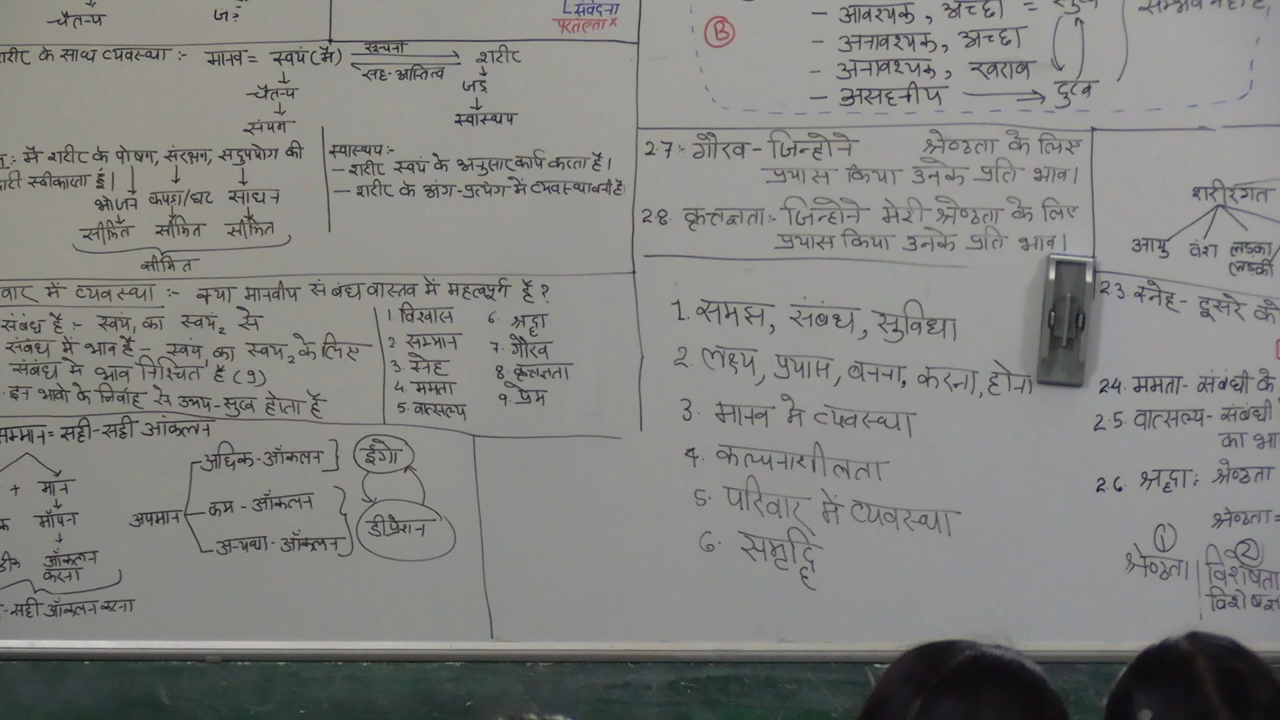 चैतन्य
संवेदना
B
- आवश्यक, अच्छा =
- अनावश्यक, अच्छा
- अनावश्यक, खराब
- असहनीय → दुःख
शरीर के साथ व्यवस्था :- मानव = स्वयं (मैं) सूचना शरीर
सह-अस्तित्व
चैतन्य जड़
संयम स्वास्थ्य
मैं शरीर के पोषण, संरक्षण, सदुपयोग की
स्वीकारता हूँ।
भोजन कपड़ा/घर साधन
सीमित सीमित सीमित
सीमित
स्वास्थ्य:-
- शरीर स्वयं के अनुसार कार्य करता है।
- शरीर के अंग-प्रत्यंग में व्यवस्था बनी है।
27:- गौरव - जिन्होने श्रेष्ठता के लिए
प्रयास किया उनके प्रति भाव।
28. कृतज्ञता:- जिन्होने मेरी श्रेष्ठता के लिए
प्रयास किया उनके प्रति भाव।
शरीरगत
आयु वंश लड़का/
लड़की
में व्यवस्था :- क्या मानवीय संबंध वास्तव में महत्वपूर्ण हैं?
संबंध है :- स्वयं1 का स्वयं2 से
संबंध में भाव हैं - स्वयं1 का स्वयं2 के लिए
संबंध में भाव निश्चित हैं (9)
इन भावों के निर्वाह से उभय-सुख होता है
1. विश्वास
2 सम्मान
3. स्नेह
4. ममता
5. वात्सल्य
6. श्रद्धा
7. गौरव
8. कृतज्ञता
9. प्रेम
सम्मान = सही-सही आँकलन
+ मान
मापन
आँकलन
करना
-सही आँकलन करना
अपमान
अधिक-आँकलन ] ईगो
कम - आँकलन
अन्यथा - आँकलन
डीप्रेशन
1. समझ, संबंध, सुविधा
2. लक्ष्य, प्रयास, बनना, करना, होना
3. मानव में व्यवस्था
4. कल्पनाशीलता
5. परिवार में व्यवस्था
6. समृद्धि
23. स्नेह - दूसरे को
24. ममता - संबंधी के
25. वात्सल्य - संबंधी
का
26. श्रद्धा: श्रेष्ठता
श्रेष्ठता =
1 2
श्रेष्ठता विशेषता